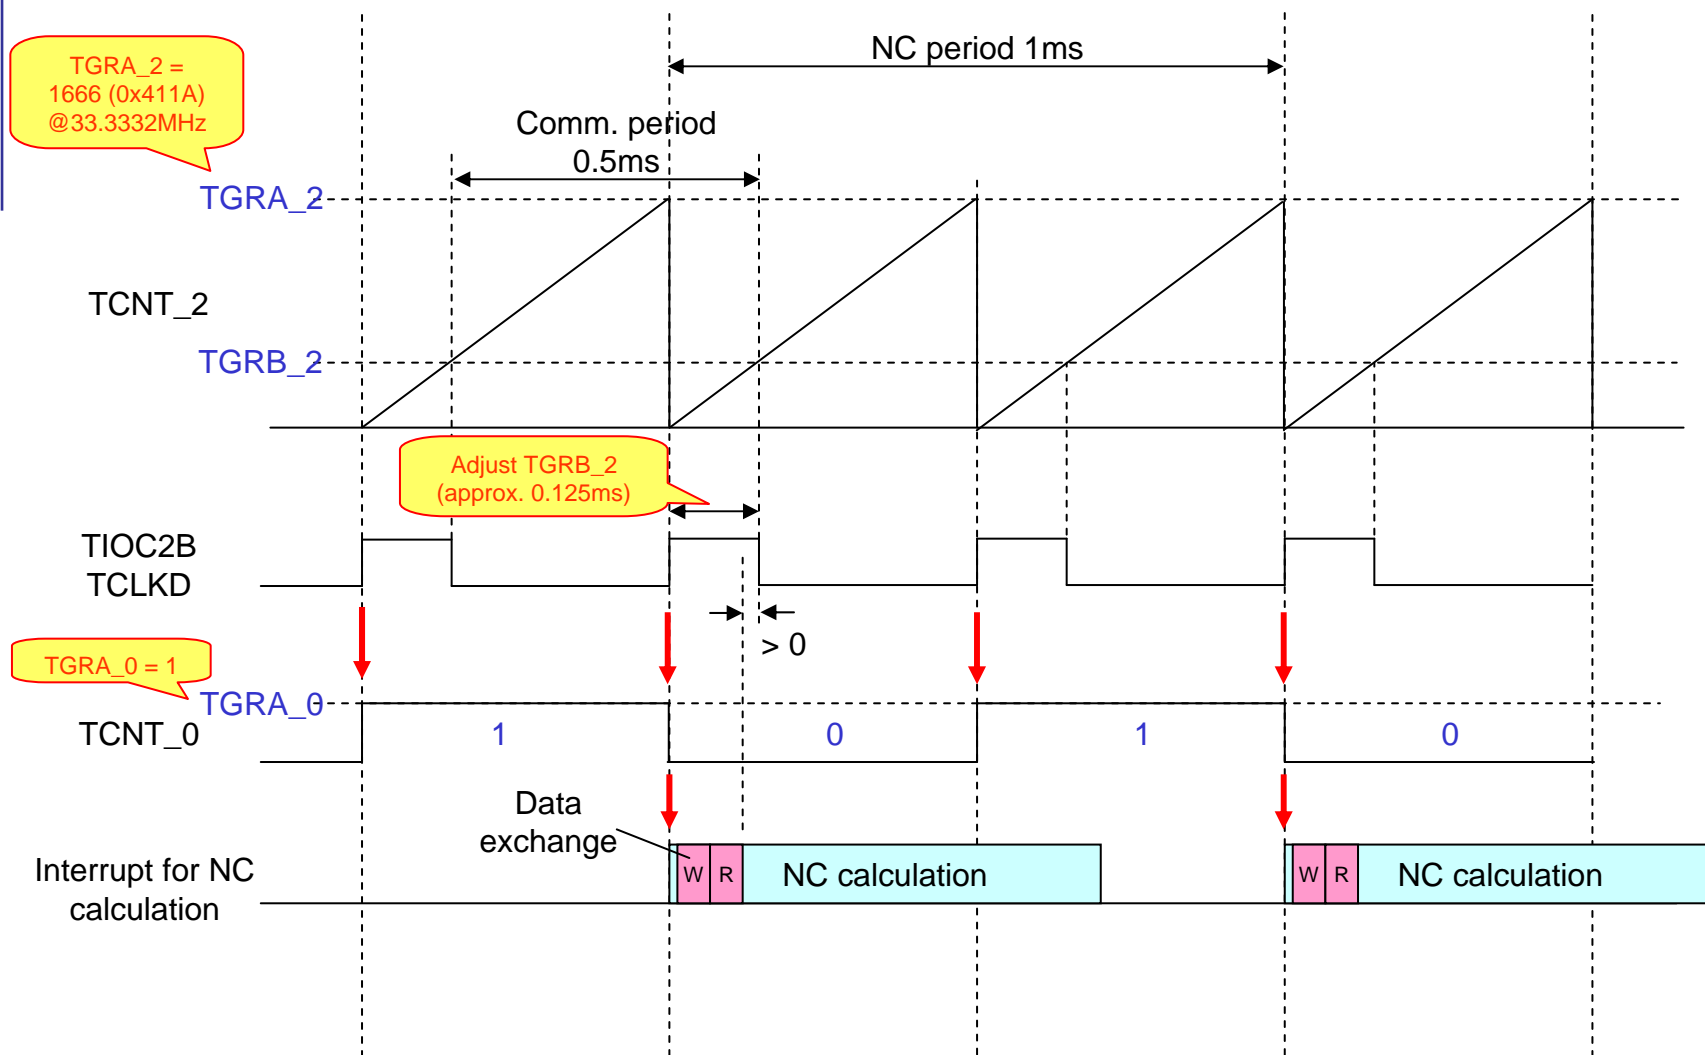 NC period 1ms
TGRA_2 =
1666 (0x411A)
@33.3332MHz
Comm. period
0.5ms
TGRA_2
TCNT_2
TGRB_2
Adjust TGRB_2
(approx. 0.125ms)
TIOC2B
TCLKD
> 0
TGRA_0 = 1
TGRA_0
TCNT_0
1
0
1
0
Data
exchange
Interrupt for NC
calculation
W
R
NC calculation
W
R
NC calculation